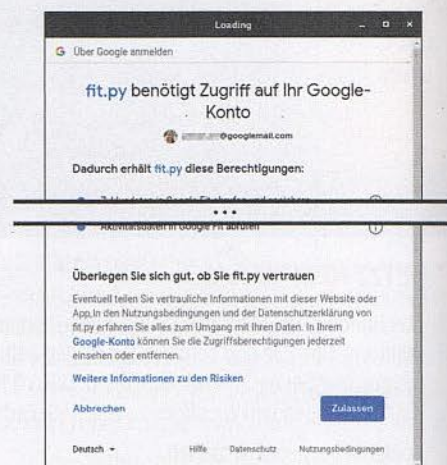 Loading
Über Google anmelden
fit.py benötigt Zugriff auf Ihr Google-
Konto
@googlemail.com
Dadurch erhält fit.py diese Berechtigungen:
...
Aktivitätsdaten in Google Fit abrufen
Überlegen Sie sich gut, ob Sie fit.py vertrauen
Eventuell teilen Sie vertrauliche Informationen mit dieser Website oder
App.In den Nutzungsbedingungen und der Datenschutzerklärung von
fit.py erfahren Sie alles zum Umgang mit Ihren Daten. In Ihrem
Google-Konto können Sie die Zugriffsberechtigungen jederzeit
einsehen oder entfernen.
Weitere Informationen zu den Risiken
Abbrechen
Zulassen
Deutsch
Hilfe Datenschutz Nutzungsbedingungen